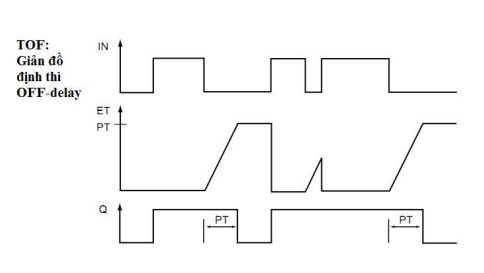 TOF:
Giản đồ
định thì
OFF-delay
IN
ET
PT
Q
PT
PT